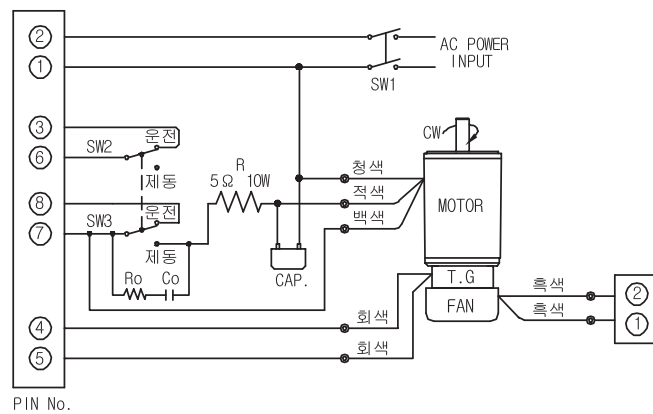 ② AC POWER
① INPUT
SW1
③ 운전
⑥ SW2
제동
CW
R
5Ω 10W
청색
적색
백색
MOTOR
⑧ 운전
⑦ SW3
제동
Ro Co
CAP.
T.G
FAN
흑색 ②
흑색 ①
④ 회색
⑤ 회색
PIN No.